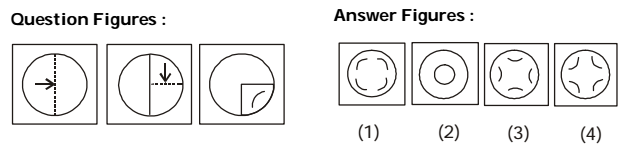 Question Figures :
Answer Figures :
(1) (2) (3) (4)